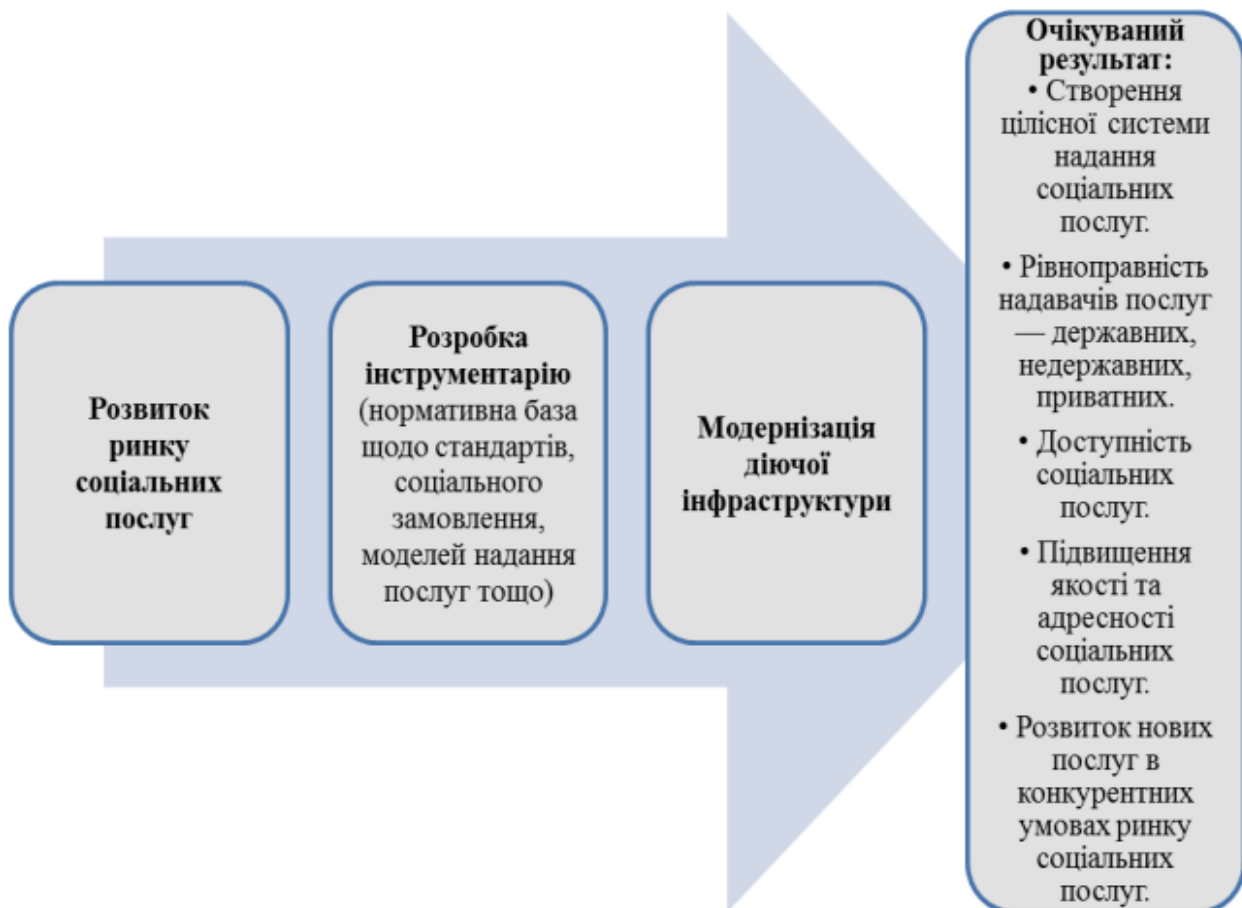 Розвиток
ринку
соціальних
послуг
Розробка
інструментарію
(нормативна база
щодо стандартів,
соціального
замовлення,
моделей надання
послуг тощо)
Модернізація
діючої
інфраструктури
Очікуваний
результат:
• Створення
цілісної системи
надання
соціальних
послуг.
• Рівноправність
надавачів послуг
— державних,
недержавних,
приватних.
• Доступність
соціальних
послуг.
• Підвищення
якості та
адресності
соціальних
послуг.
• Розвиток нових
послуг в
конкурентних
умовах ринку
соціальних
послуг.